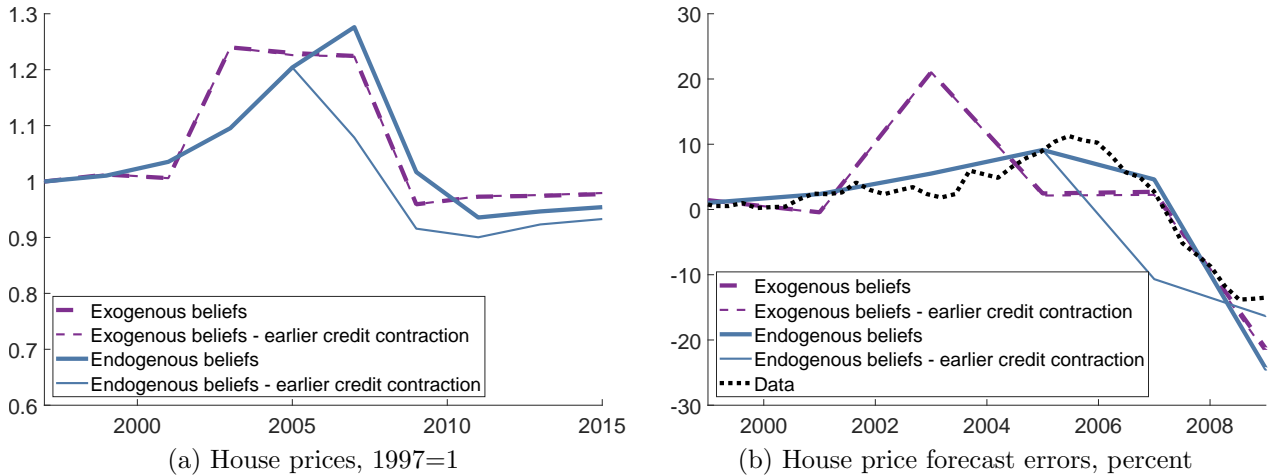 1.3
1.2
1.1
1
0.9
0.8
0.7
0.6
Exogenous beliefs
Exogenous beliefs - earlier credit contraction
Endogenous beliefs
Endogenous beliefs - earlier credit contraction
2000 2005 2010 2015
(a) House prices, 1997=1
30
20
10
0
-10
-20
-30
Exogenous beliefs
Exogenous beliefs - earlier credit contraction
Endogenous beliefs
Endogenous beliefs - earlier credit contraction
Data
2000 2002 2004 2006 2008
(b) House price forecast errors, percent